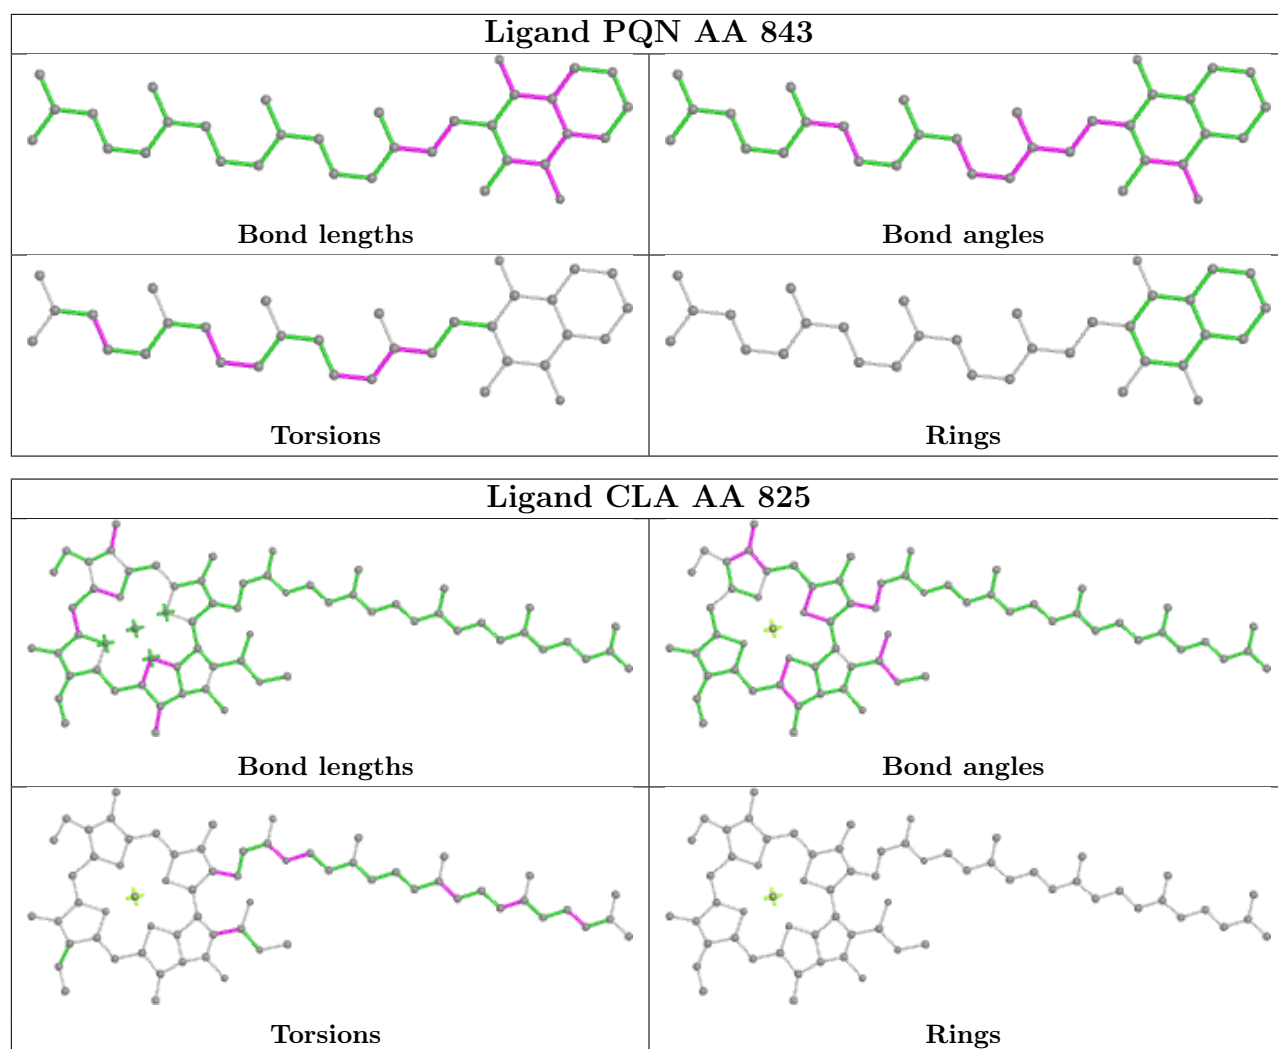 Ligand PQN AA 843
Bond lengths
Bond angles
Torsions
Rings
Ligand CLA AA 825
Bond lengths
Bond angles
Torsions
Rings